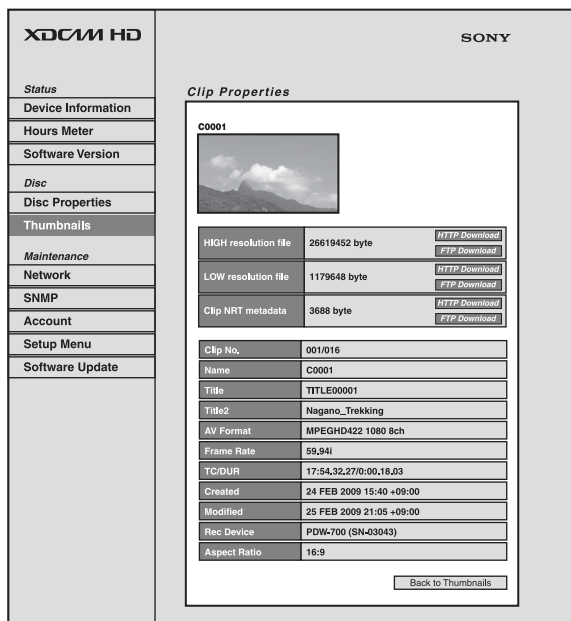 XDCAM HD
SONY
Status
Device Information
Hours Meter
Software Version
Disc
Disc Properties
Thumbnails
Maintenance
Network
SNMP
Account
Setup Menu
Software Update
Clip Properties
C0001
HIGH resolution file 26619452 byte HTTP Download
FTP Download
LOW resolution file 1179648 byte HTTP Download
FTP Download
Clip NRT metadata 3688 byte HTTP Download
FTP Download
Clip No. 001/016
Name C0001
Title TITLE00001
Title2 Nagano_Trekking
AV Format MPEGHD422 1080 8ch
Frame Rate 59.94i
TC/DUR 17:54.32.27/0:00.18.03
Created 24 FEB 2009 15:40 +09:00
Modified 25 FEB 2009 21:05 +09:00
Rec Device PDW-700 (SN-03043)
Aspect Ratio 16:9
Back to Thumbnails